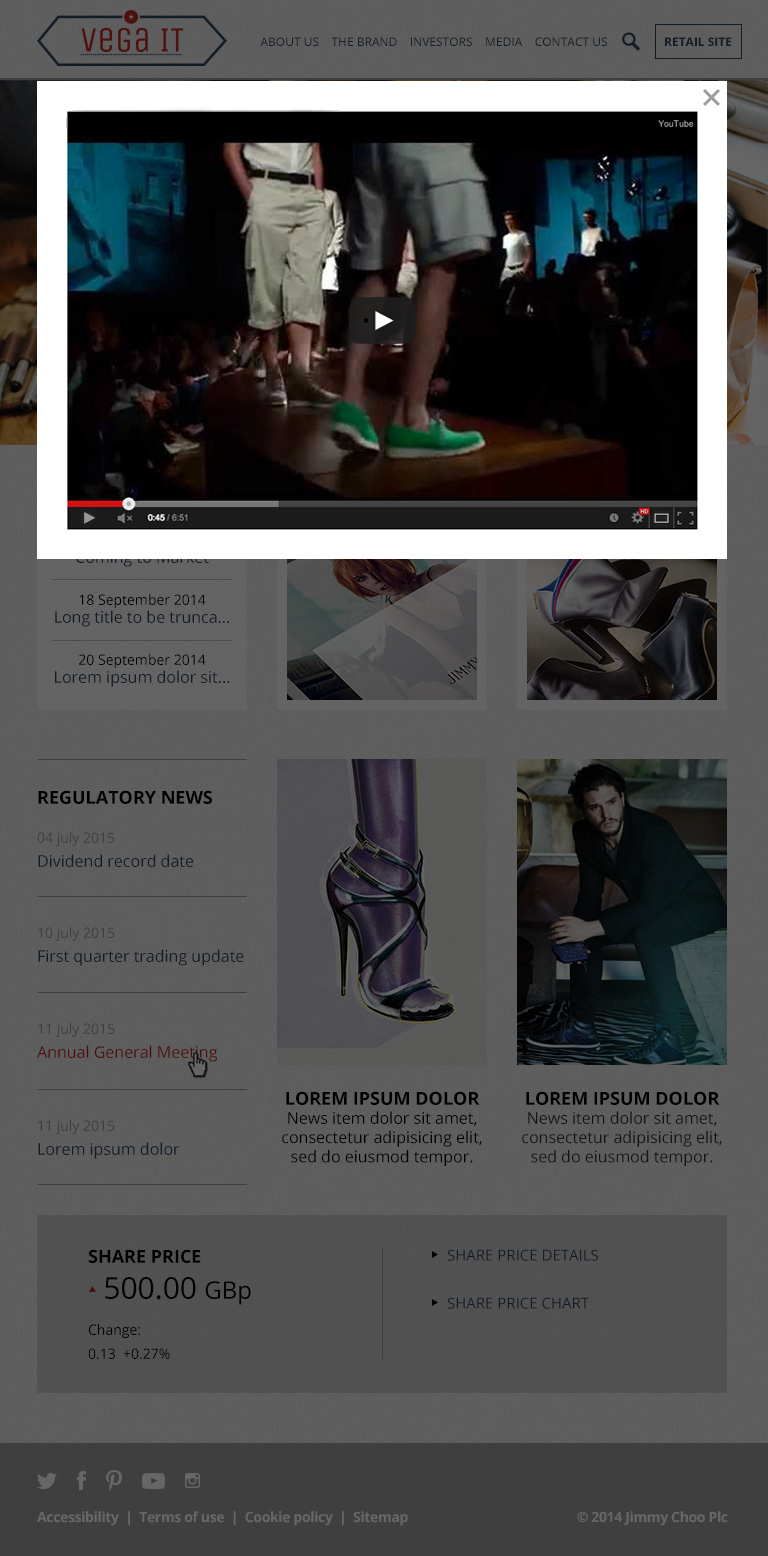 vega IT
ABOUT US THE BRAND INVESTORS MEDIA CONTACT US RETAIL SITE
YouTube
0:45 / 6:51
HD
Coming to Market
18 September 2014
Long title to be trunca...
20 September 2014
Lorem ipsum dolor sit...
JIMMY
REGULATORY NEWS
04 july 2015
Dividend record date
10 july 2015
First quarter trading update
11 july 2015
Annual General Meeting
11 july 2015
Lorem ipsum dolor
LOREM IPSUM DOLOR
News item dolor sit amet,
consectetur adipisicing elit,
sed do eiusmod tempor.
LOREM IPSUM DOLOR
News item dolor sit amet,
consectetur adipisicing elit,
sed do eiusmod tempor.
SHARE PRICE
500.00 GBp
Change:
0.13 +0.27%
SHARE PRICE DETAILS
SHARE PRICE CHART
Accessibility | Terms of use | Cookie policy | Sitemap
© 2014 Jimmy Choo Plc